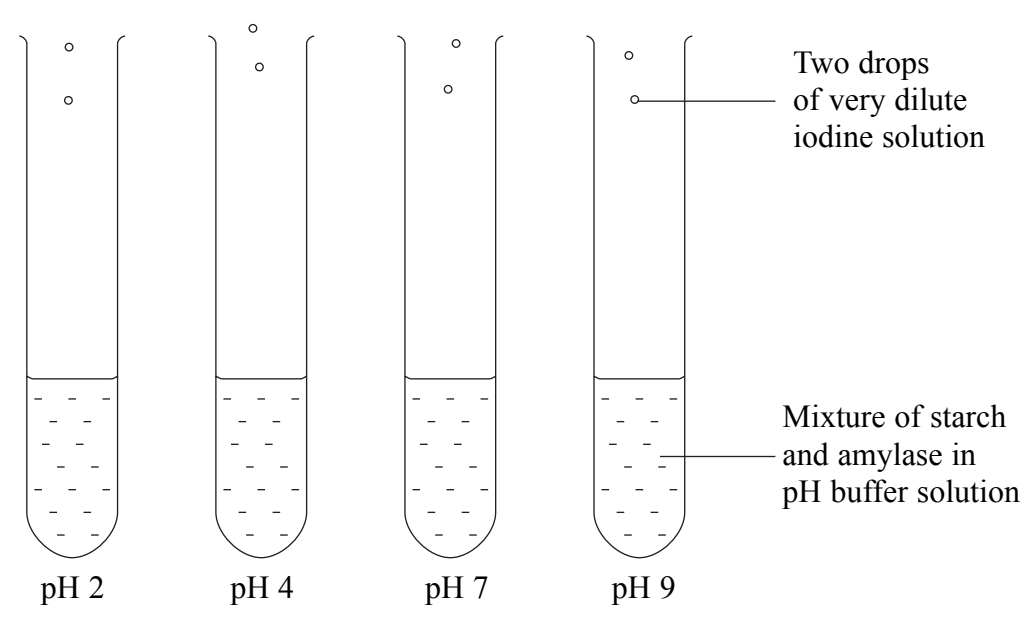 Two drops
of very dilute
iodine solution
Mixture of starch
and amylase in
pH buffer solution
pH 2
pH 4
pH 7
pH 9